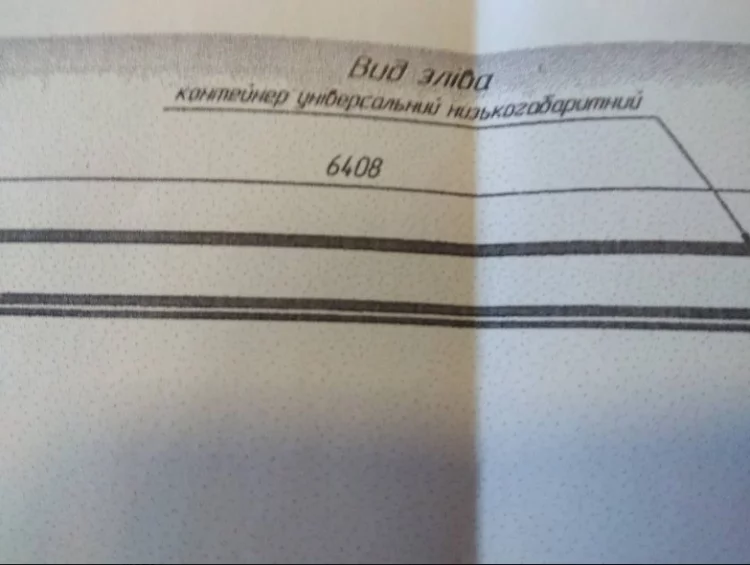 Вид зліва
контейнер універсальний низькогабаритний
6408